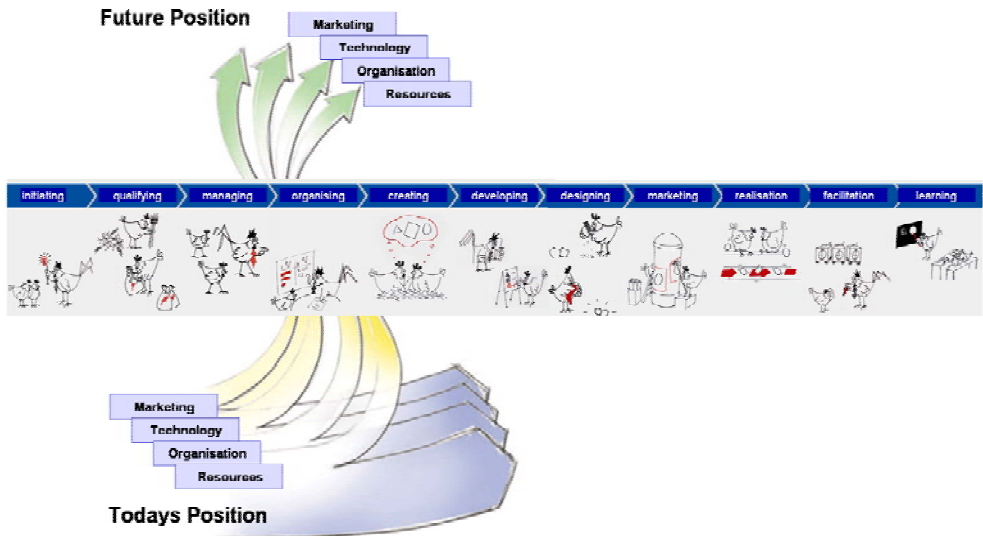 Future Position
Marketing
Technology
Organisation
Resources
initiating qualifying managing organising creating developing designing marketing realisation facilitation learning
Marketing
Technology
Organisation
Resources
Todays Position